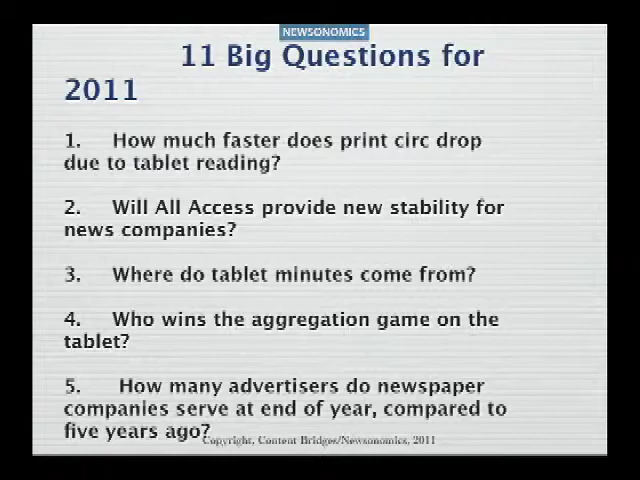 NEWSONOMICS
11 Big Questions for
2011
1. How much faster does print circ drop
due to tablet reading?
2. Will All Access provide new stability for
news companies?
3. Where do tablet minutes come from?
4. Who wins the aggregation game on the
tablet?
5. How many advertisers do newspaper
companies serve at end of year, compared to
five years ago?
Copyright, Content Bridges/Newsonomics, 2011